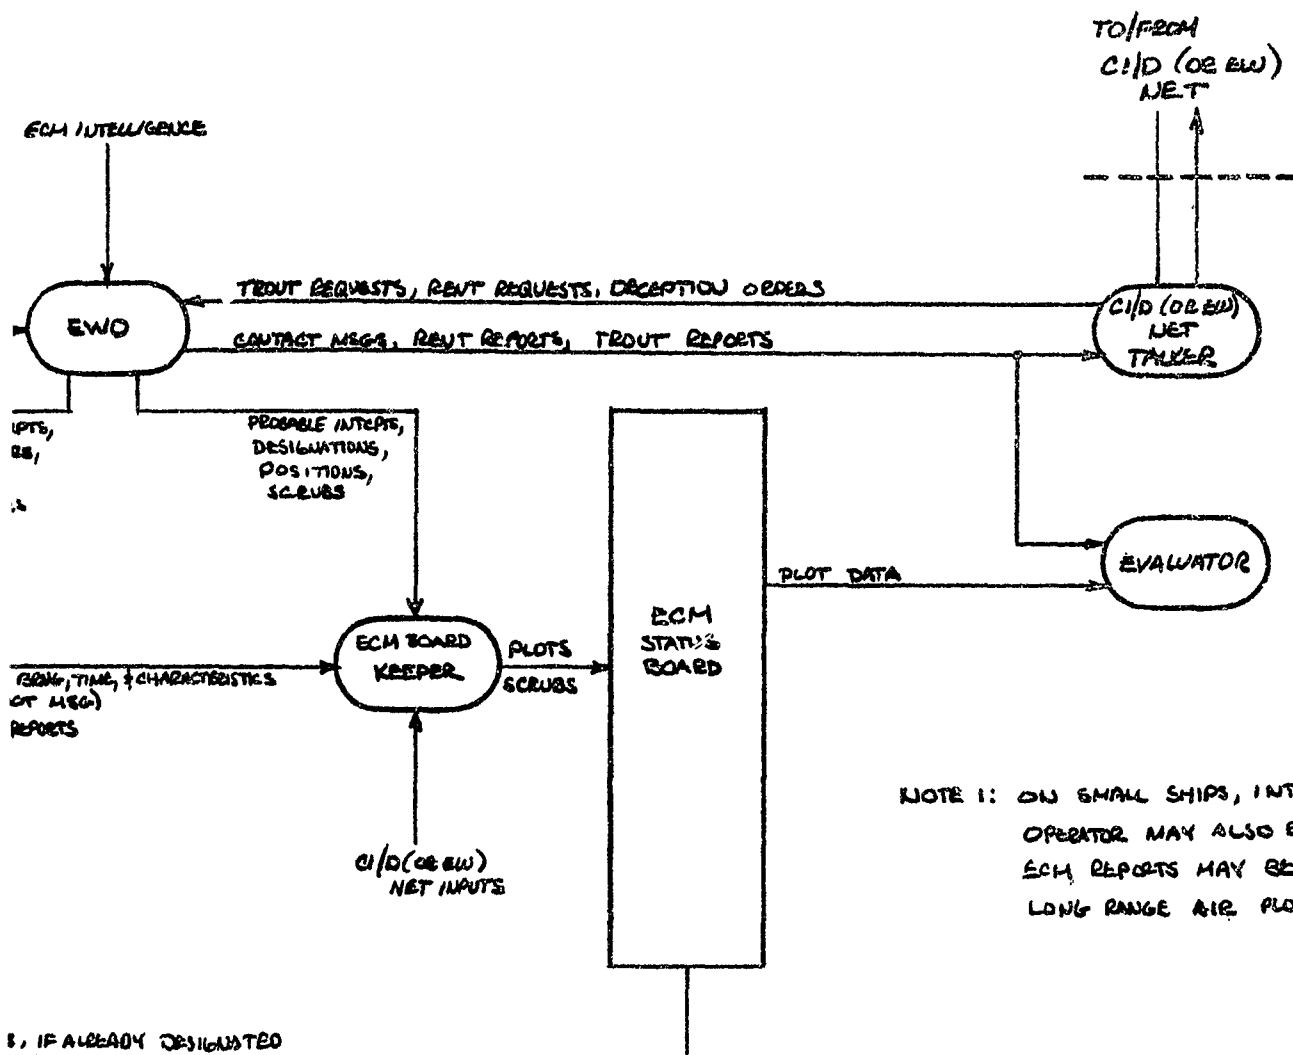 TO/FROM
CI/D (OR EW)
NET
ECM INTELLIGENCE
TROUT REQUESTS, RENT REQUESTS, DECEPTION ORDERS
EWO
CI/D (OR EW)
NET
TALKER
CONTACT MSGS, RENT REPORTS, TROUT REPORTS
PROBABLE INTCPTS,
DESIGNATIONS,
POSITIONS,
SCRUBS
EVALUATOR
PLOT DATA
ECM
STATUS
BOARD
ECM BOARD
KEEPER
PLOTS
SCRUBS
BRNG, TIME, & CHARACTERISTICS
MSG)
REPORTS
CI/D (OR EW)
NET INPUTS
NOTE 1: ON SMALL SHIPS, INT
OPERATOR MAY ALSO
ECM REPORTS MAY BE
LONG RANGE AIR PLO
, IF ALREADY DESIGNATED